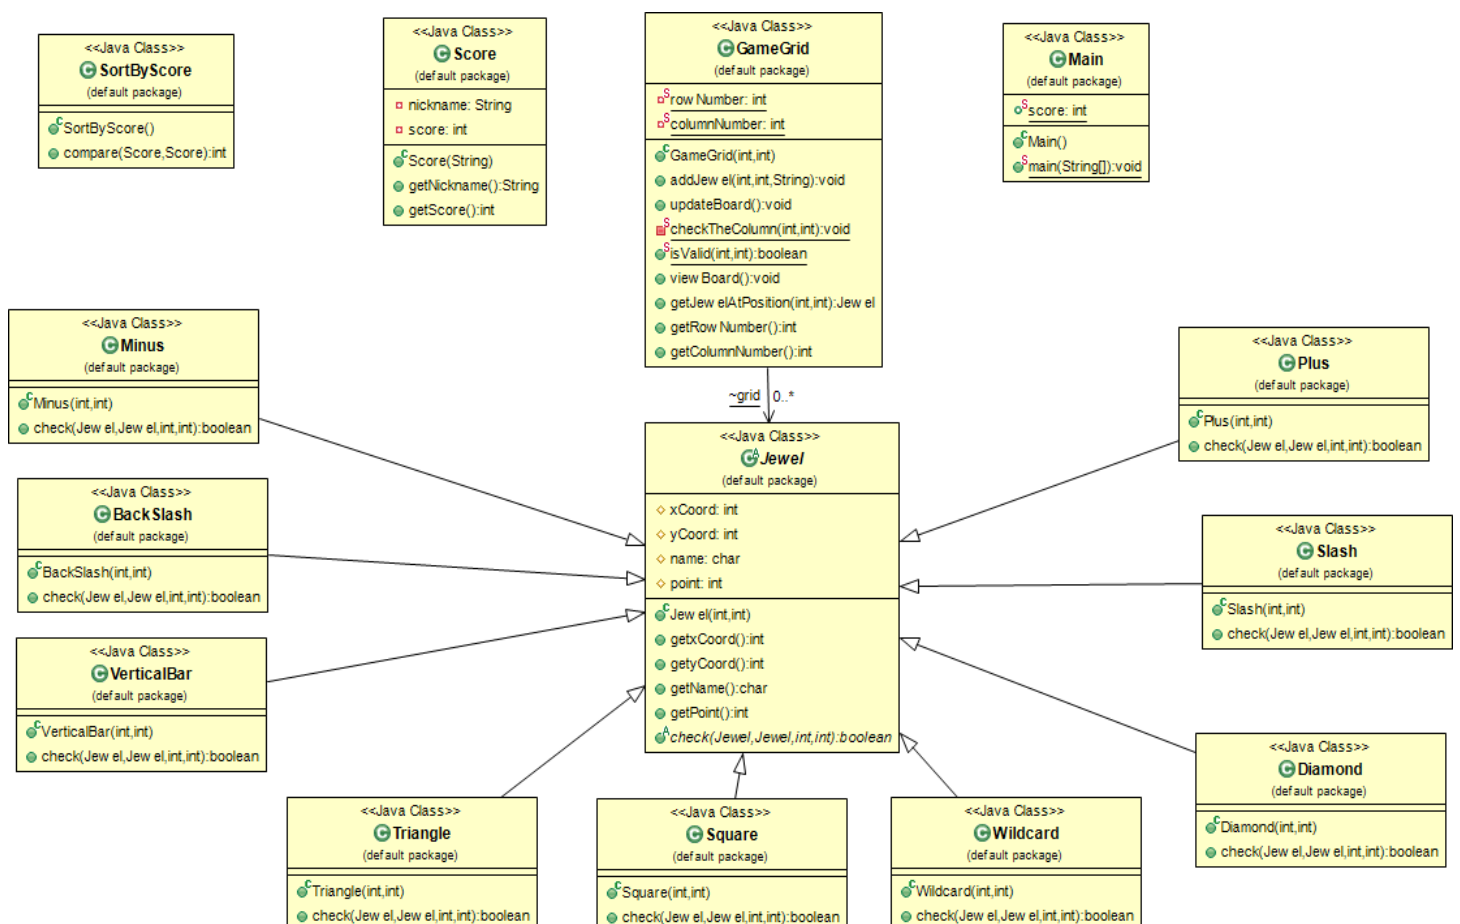 <<Java Class>>
SortByScore
(default package)
SortByScore()
compare(Score,Score):int
<<Java Class>>
Score
(default package)
nickname: String
score: int
Score(String)
getNickname():String
getScore():int
<<Java Class>>
GameGrid
(default package)
rowNumber: int
columnNumber: int
GameGrid(int,int)
addJewel(int,int,String):void
updateBoard():void
checkTheColumn(int,int):void
isValid(int,int):boolean
viewBoard():void
getJewelAtPosition(int,int):Jewel
getRowNumber():int
getColumnNumber():int
<<Java Class>>
Main
(default package)
score: int
Main()
main(String[]):void
~grid 0..*
<<Java Class>>
Minus
(default package)
Minus(int,int)
check(Jewel,Jewel,int,int):boolean
<<Java Class>>
BackSlash
(default package)
BackSlash(int,int)
check(Jewel,Jewel,int,int):boolean
<<Java Class>>
VerticalBar
(default package)
VerticalBar(int,int)
check(Jewel,Jewel,int,int):boolean
<<Java Class>>
Jewel
(default package)
xCoord: int
yCoord: int
name: char
point: int
Jewel(int,int)
getxCoord():int
getyCoord():int
getName():char
getPoint():int
check(Jewel,Jewel,int,int):boolean
<<Java Class>>
Plus
(default package)
Plus(int,int)
check(Jewel,Jewel,int,int):boolean
<<Java Class>>
Slash
(default package)
Slash(int,int)
check(Jewel,Jewel,int,int):boolean
<<Java Class>>
Diamond
(default package)
Diamond(int,int)
check(Jewel,Jewel,int,int):boolean
<<Java Class>>
Triangle
(default package)
Triangle(int,int)
check(Jewel,Jewel,int,int):boolean
<<Java Class>>
Square
(default package)
Square(int,int)
check(Jewel,Jewel,int,int):boolean
<<Java Class>>
Wildcard
(default package)
Wildcard(int,int)
check(Jewel,Jewel,int,int):boolean